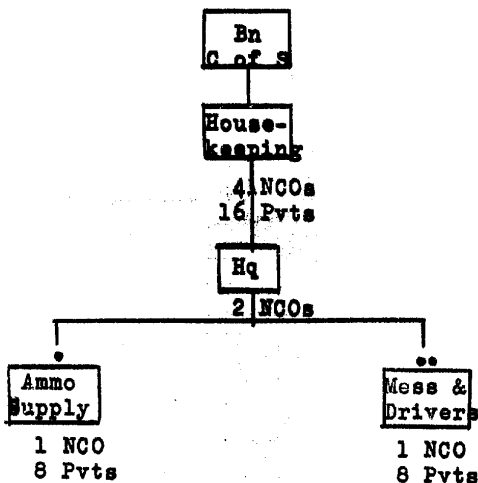 Bn
C of S
House-
keeping
4 NCOs
16 Pvts
Hq
2 NCOs
Ammo
Supply
1 NCO
8 Pvts
Mess &
Drivers
1 NCO
8 Pvts